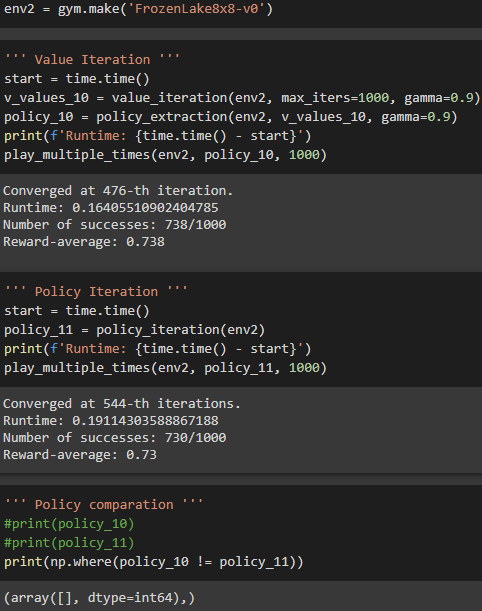 env2 = gym.make('FrozenLake8x8-v0')
''' Value Iteration '''
start = time.time()
v_values_10 = value_iteration(env2, max_iters=1000, gamma=0.9)
policy_10 = policy_extraction(env2, v_values_10, gamma=0.9)
print(f'Runtime: {time.time() - start}')
play_multiple_times(env2, policy_10, 1000)
Converged at 476-th iteration.
Runtime: 0.16405510902404785
Number of successes: 738/1000
Reward-average: 0.738
''' Policy Iteration '''
start = time.time()
policy_11 = policy_iteration(env2)
print(f'Runtime: {time.time() - start}')
play_multiple_times(env2, policy_11, 1000)
Converged at 544-th iterations.
Runtime: 0.19114303588867188
Number of successes: 730/1000
Reward-average: 0.73
''' Policy comparation '''
#print(policy_10)
#print(policy_11)
print(np.where(policy_10 != policy_11))
(array([], dtype=int64),)